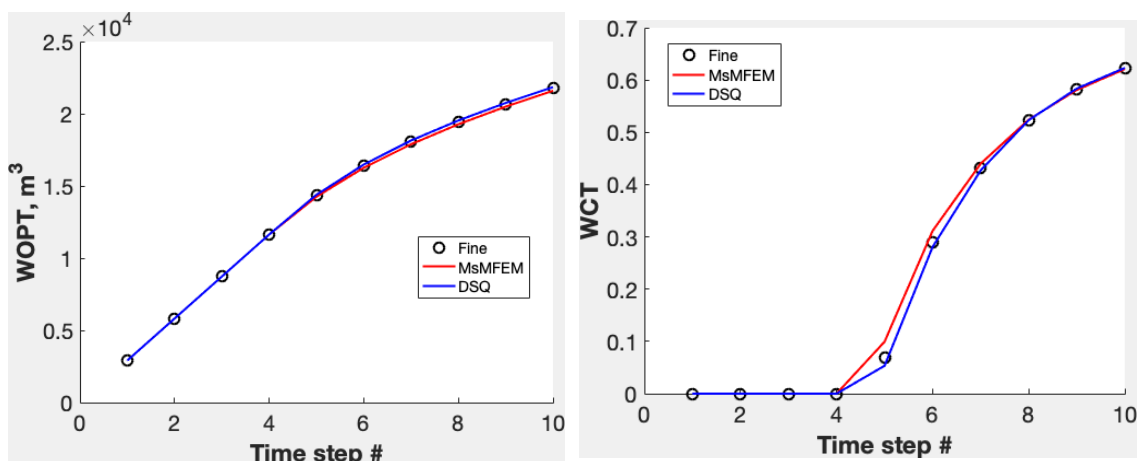 ×10⁴
2.5
2
1.5
1
0.5
0
0 2 4 6 8 10
WOPT, m³
Time step #
Fine
MsMFEM
DSQ
0.7
0.6
0.5
0.4
0.3
0.2
0.1
0
0 2 4 6 8 10
WCT
Time step #
Fine
MsMFEM
DSQ